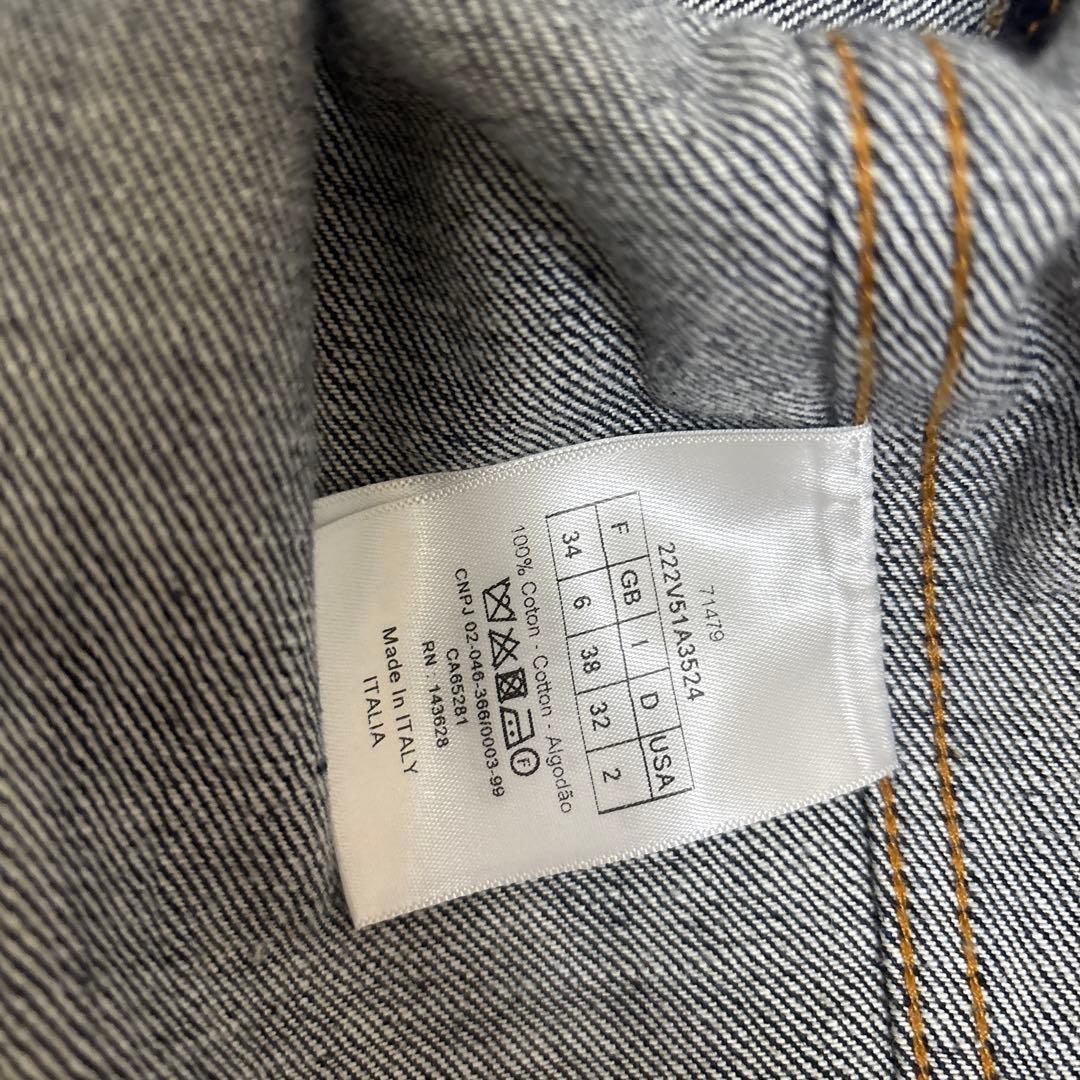 71479
222V51A3524
F GB I D USA
34 6 38 32 2
100% Coton - Cotton - Algodão
F
CNPJ 02-046-366/0003-99
CA65281
RN : 143628
Made In ITALY
ITALIA